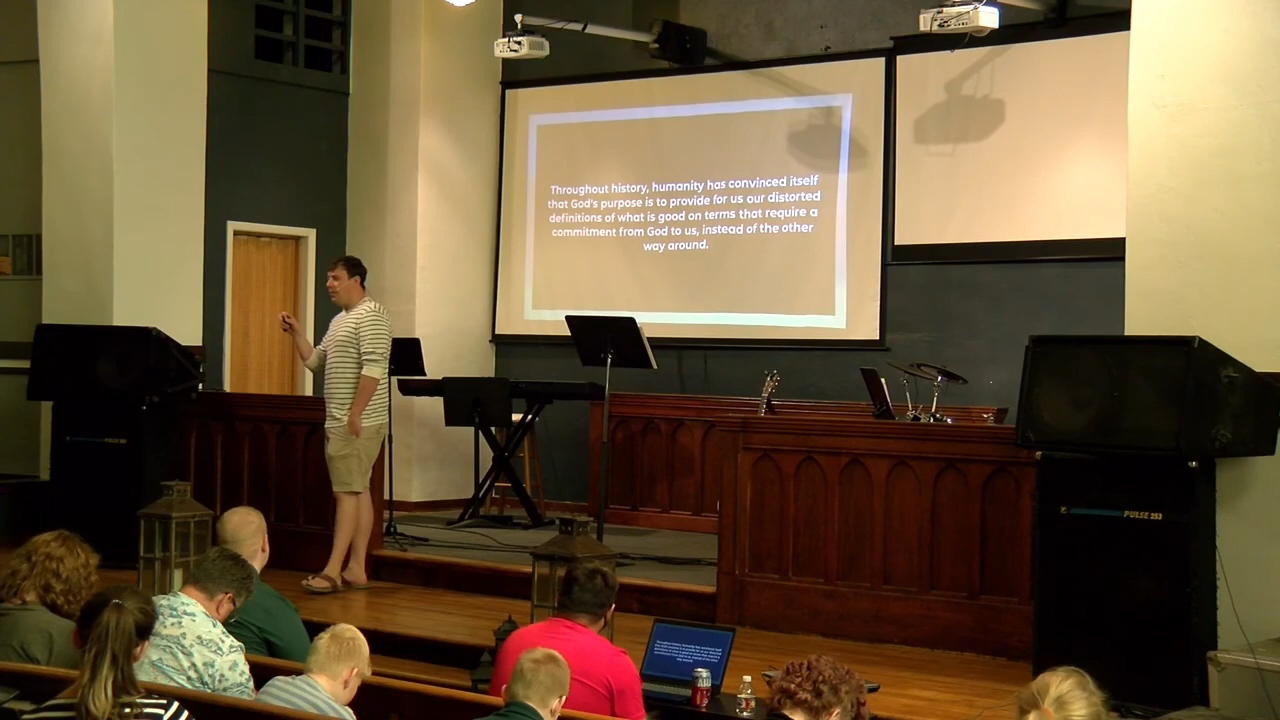 Throughout history, humanity has convinced itself
that God's purpose is to provide for us our distorted
definitions of what is good on terms that require a
commitment from God to us, instead of the other
way around.
PULSE 253